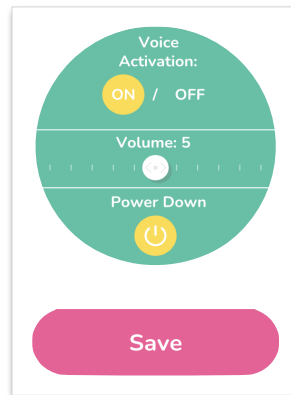 Voice
Activation:
ON / OFF
Volume: 5
Power Down
Save